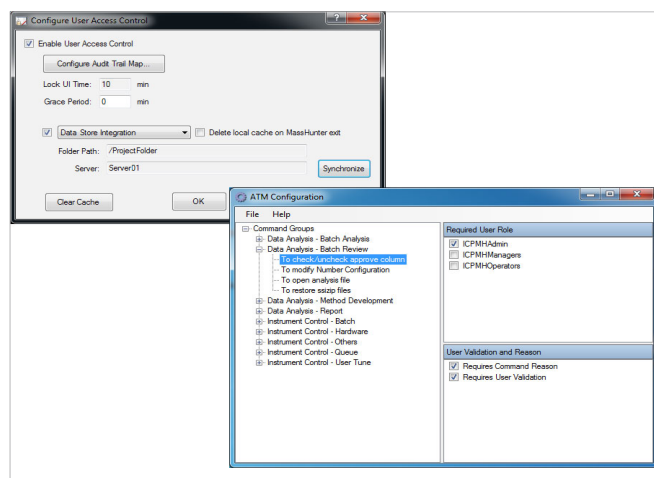 Configure User Access Control
Enable User Access Control
Configure Audit Trail Map...
Lock UI Time: 10 min
Grace Period: 0 min
Data Store Integration Delete local cache on MassHunter exit
Folder Path: /ProjectFolder
Server: Server01 Synchronize
Clear Cache OK
ATM Configuration
File Help
Command Groups
Data Analysis - Batch Analysis
Data Analysis - Batch Review
To check/uncheck approve column
To modify Number Configuration
To open analysis file
To restore sszip files
Data Analysis - Method Development
Data Analysis - Report
Instrument Control - Batch
Instrument Control - Hardware
Instrument Control - Others
Instrument Control - Queue
Instrument Control - User Tune
Required User Role
ICPMHAdmin
ICPMHManagers
ICPMHOperators
User Validation and Reason
Requires Command Reason
Requires User Validation